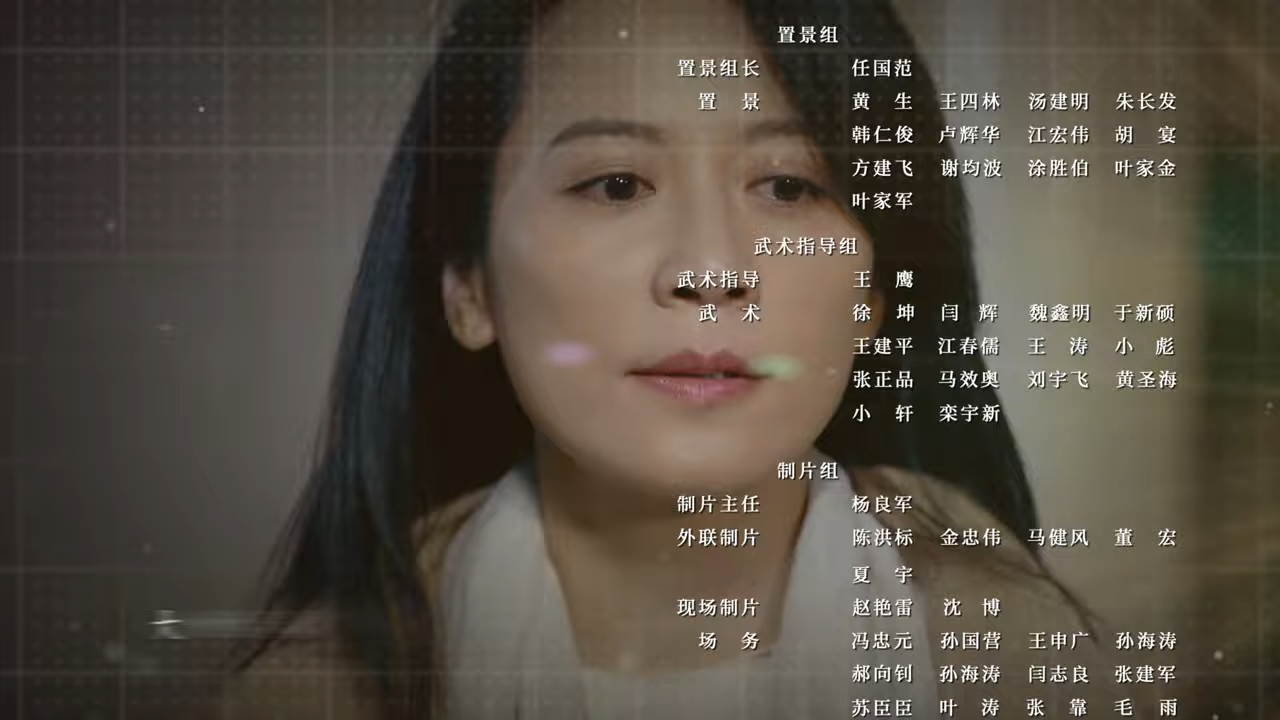 置景组
置景组长 任国范
置 景 黄 生 王四林 汤建明 朱长发
韩仁俊 卢辉华 江宏伟 胡 宴
方建飞 谢均波 涂胜伯 叶家金
叶家军
武术指导组
武术指导 王 鹰
武 术 徐 坤 闫 辉 魏鑫明 于新硕
王建平 江春儒 王 涛 小 彪
张正品 马效奥 刘宇飞 黄圣海
小 轩 栾宇新
制片组
制片主任 杨良军
外联制片 陈洪标 金忠伟 马健风 董 宏
夏 宇
现场制片 赵艳雷 沈 博
场 务 冯忠元 孙国营 王申广 孙海涛
郝向钊 孙海涛 闫志良 张建军
苏臣臣 叶 涛 张 靠 毛 雨